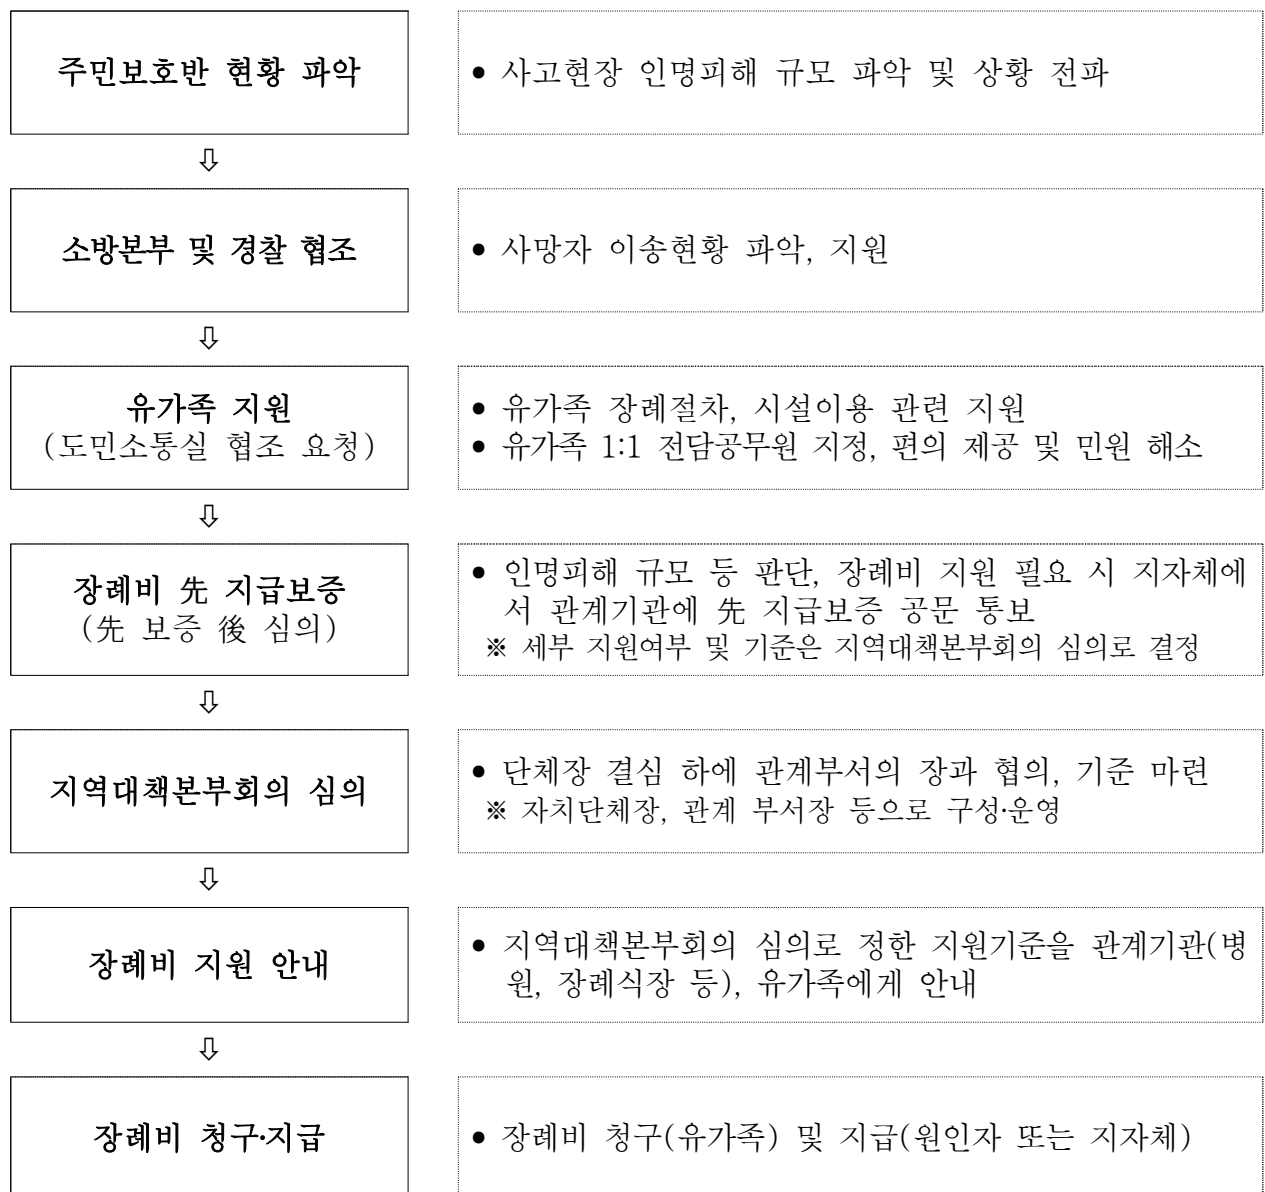 주민보호반 현황 파악
• 사고현장 인명피해 규모 파악 및 상황 전파
⇩
소방본부 및 경찰 협조
• 사망자 이송현황 파악, 지원
⇩
유가족 지원
(도민소통실 협조 요청)
• 유가족 장례절차, 시설이용 관련 지원
• 유가족 1:1 전담공무원 지정, 편의 제공 및 민원 해소
⇩
장례비 先 지급보증
(先 보증 後 심의)
• 인명피해 규모 등 판단, 장례비 지원 필요 시 지자체에
서 관계기관에 先 지급보증 공문 통보
※ 세부 지원여부 및 기준은 지역대책본부회의 심의로 결정
⇩
지역대책본부회의 심의
• 단체장 결심 하에 관계부서의 장과 협의, 기준 마련
※ 자치단체장, 관계 부서장 등으로 구성·운영
⇩
장례비 지원 안내
• 지역대책본부회의 심의로 정한 지원기준을 관계기관(병
원, 장례식장 등), 유가족에게 안내
⇩
장례비 청구·지급
• 장례비 청구(유가족) 및 지급(원인자 또는 지자체)